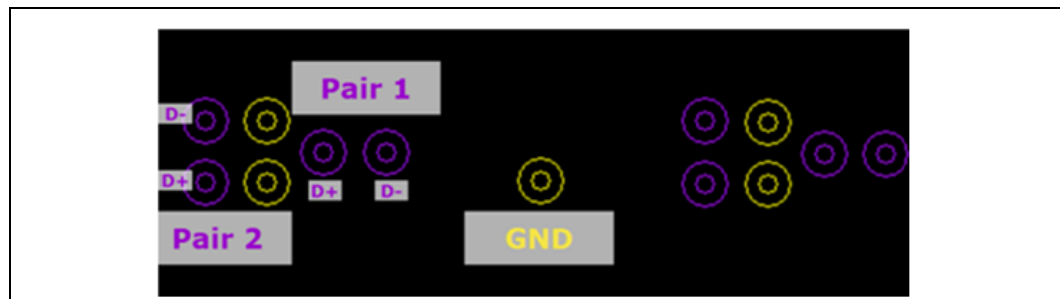 Pair 1
D-
D+
D+ D-
Pair 2
GND